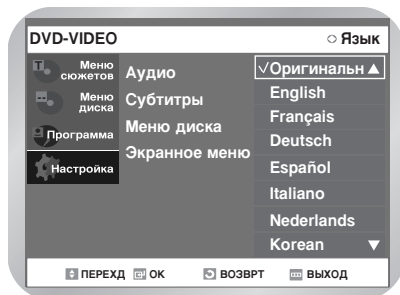 DVD-VIDEO
Язык
Меню сюжетов
Меню диска
Программа
Настройка
Аудио
Субтитры
Меню диска
Экранное меню
✓Оригинальн ▲
English
Français
Deutsch
Español
Italiano
Nederlands
Korean ▼
ПЕРЕХД ОК ВОЗВРТ ВЫХОД